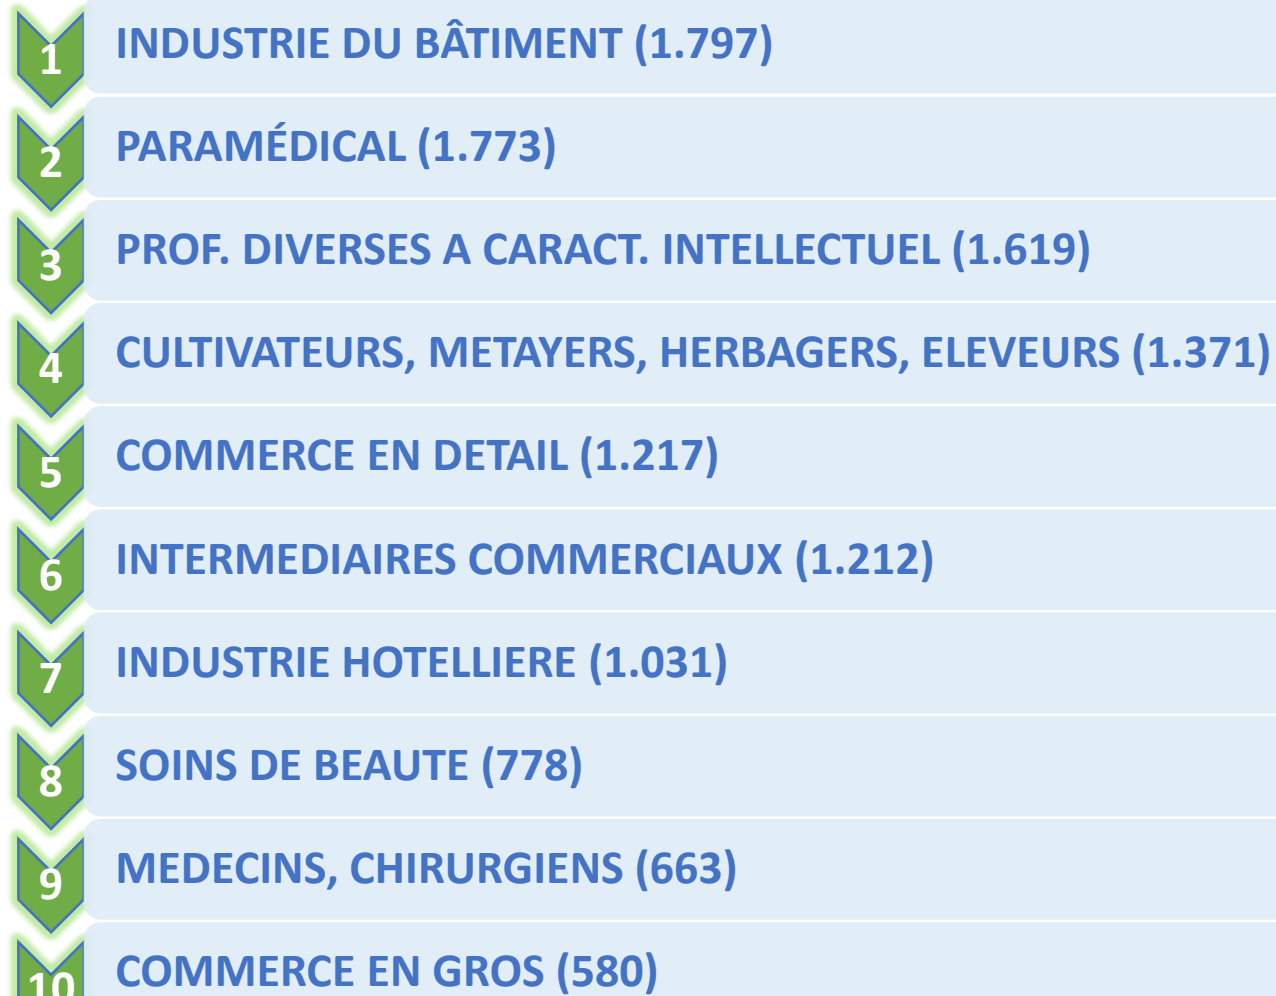 1 INDUSTRIE DU BÂTIMENT (1.797)
2 PARAMÉDICAL (1.773)
3 PROF. DIVERSES A CARACT. INTELLECTUEL (1.619)
4 CULTIVATEURS, METAYERS, HERBAGERS, ELEVEURS (1.371)
5 COMMERCE EN DETAIL (1.217)
6 INTERMEDIAIRES COMMERCIAUX (1.212)
7 INDUSTRIE HOTELLIERE (1.031)
8 SOINS DE BEAUTE (778)
9 MEDECINS, CHIRURGIENS (663)
10 COMMERCE EN GROS (580)